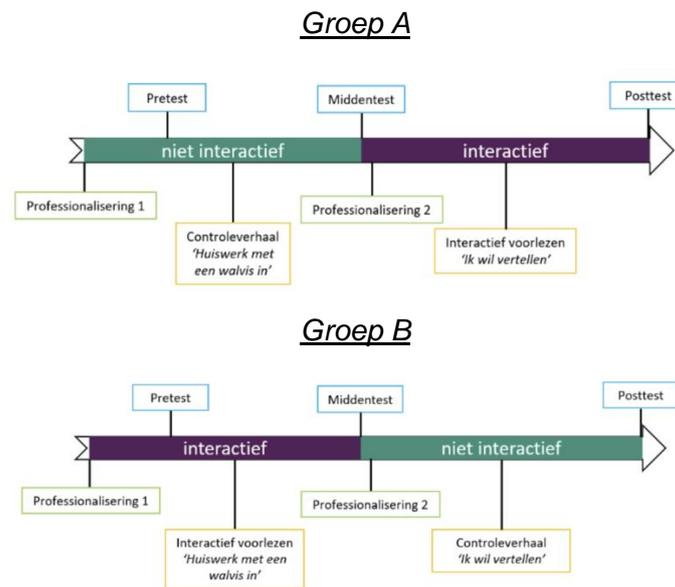 Groep A
Pretest
Middentest
Posttest
niet interactief
interactief
Professionalisering 1
Professionalisering 2
Controleverhaal
‘Huiswerk met
een walvis in’
Interactief voorlezen
‘Ik wil vertellen’
Groep B
Pretest
Middentest
Posttest
interactief
niet interactief
Professionalisering 1
Professionalisering 2
Interactief voorlezen
‘Huiswerk met een
walvis in’
Controleverhaal
‘Ik wil vertellen’